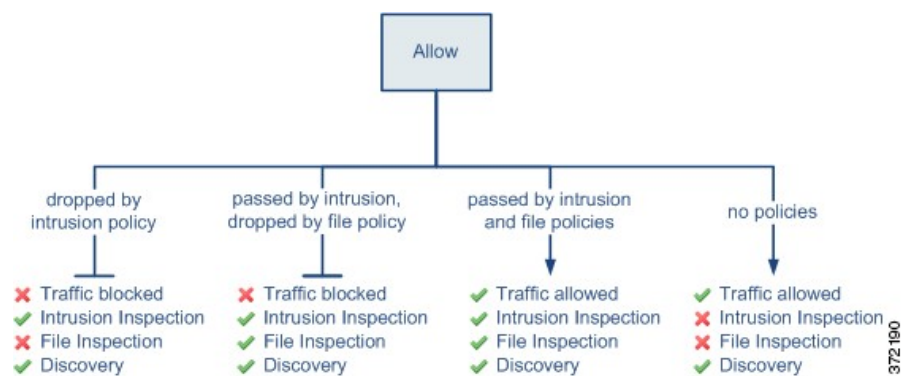 Allow
dropped by
intrusion policy
passed by intrusion,
dropped by file policy
passed by intrusion
and file policies
no policies
Traffic blocked
Intrusion Inspection
File Inspection
Discovery
Traffic blocked
Intrusion Inspection
File Inspection
Discovery
Traffic allowed
Intrusion Inspection
File Inspection
Discovery
Traffic allowed
Intrusion Inspection
File Inspection
Discovery
372190